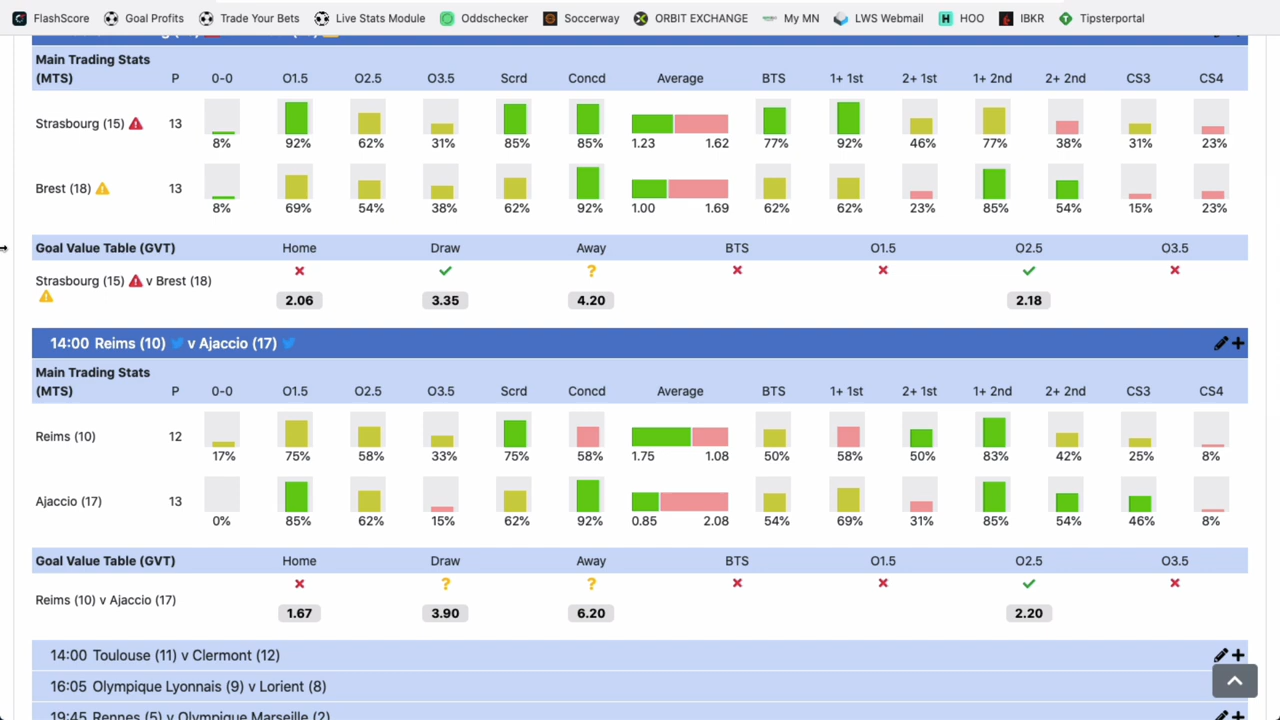 FlashScore Goal Profits Trade Your Bets Live Stats Module Oddschecker Soccerway ORBIT EXCHANGE My MN LWS Webmail HOO IBKR Tipsterportal
Main Trading Stats
(MTS) P 0-0 O1.5 O2.5 O3.5 Scrd Concd Average BTS 1+ 1st 2+ 1st 1+ 2nd 2+ 2nd CS3 CS4
Strasbourg (15) 13
8% 92% 62% 31% 85% 85% 1.23 1.62 77% 92% 46% 77% 38% 31% 23%
Brest (18) 13
8% 69% 54% 38% 62% 92% 1.00 1.69 62% 62% 23% 85% 54% 15% 23%
Goal Value Table (GVT) Home Draw Away BTS O1.5 O2.5 O3.5
Strasbourg (15) v Brest (18) ?
2.06 3.35 4.20 2.18
14:00 Reims (10) v Ajaccio (17)
Main Trading Stats
(MTS) P 0-0 O1.5 O2.5 O3.5 Scrd Concd Average BTS 1+ 1st 2+ 1st 1+ 2nd 2+ 2nd CS3 CS4
Reims (10) 12
17% 75% 58% 33% 75% 58% 1.75 1.08 50% 58% 50% 83% 42% 25% 8%
Ajaccio (17) 13
0% 85% 62% 15% 62% 92% 0.85 2.08 54% 69% 31% 85% 54% 46% 8%
Goal Value Table (GVT) Home Draw Away BTS O1.5 O2.5 O3.5
Reims (10) v Ajaccio (17) ? ?
1.67 3.90 6.20 2.20
14:00 Toulouse (11) v Clermont (12)
16:05 Olympique Lyonnais (9) v Lorient (8)
19:45 Rennes (5) v Olympique Marseille (2)